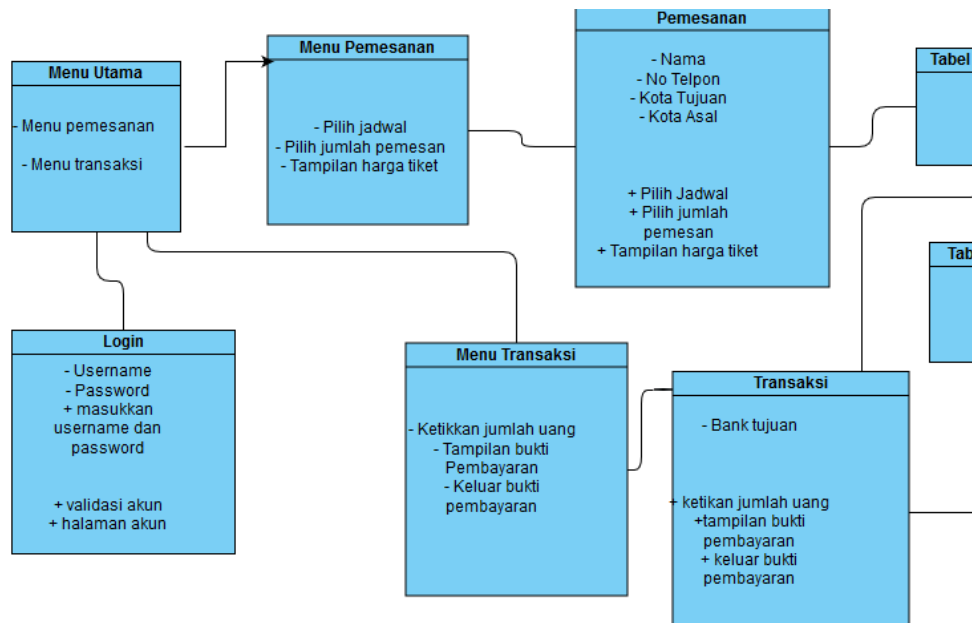 Menu Utama
- Menu pemesanan
- Menu transaksi
Menu Pemesanan
- Pilih jadwal
- Pilih jumlah pemesan
- Tampilan harga tiket
Pemesanan
- Nama
- No Telpon
- Kota Tujuan
- Kota Asal
+ Pilih Jadwal
+ Pilih jumlah
pemesan
+ Tampilan harga tiket
Tabel
Login
- Username
- Password
+ masukkan
username dan
password
+ validasi akun
+ halaman akun
Menu Transaksi
- Ketikkan jumlah uang
- Tampilan bukti
Pembayaran
- Keluar bukti
pembayaran
Transaksi
- Bank tujuan
+ ketikan jumlah uang
+tampilan bukti
pembayaran
+ keluar bukti
pembayaran
Tab